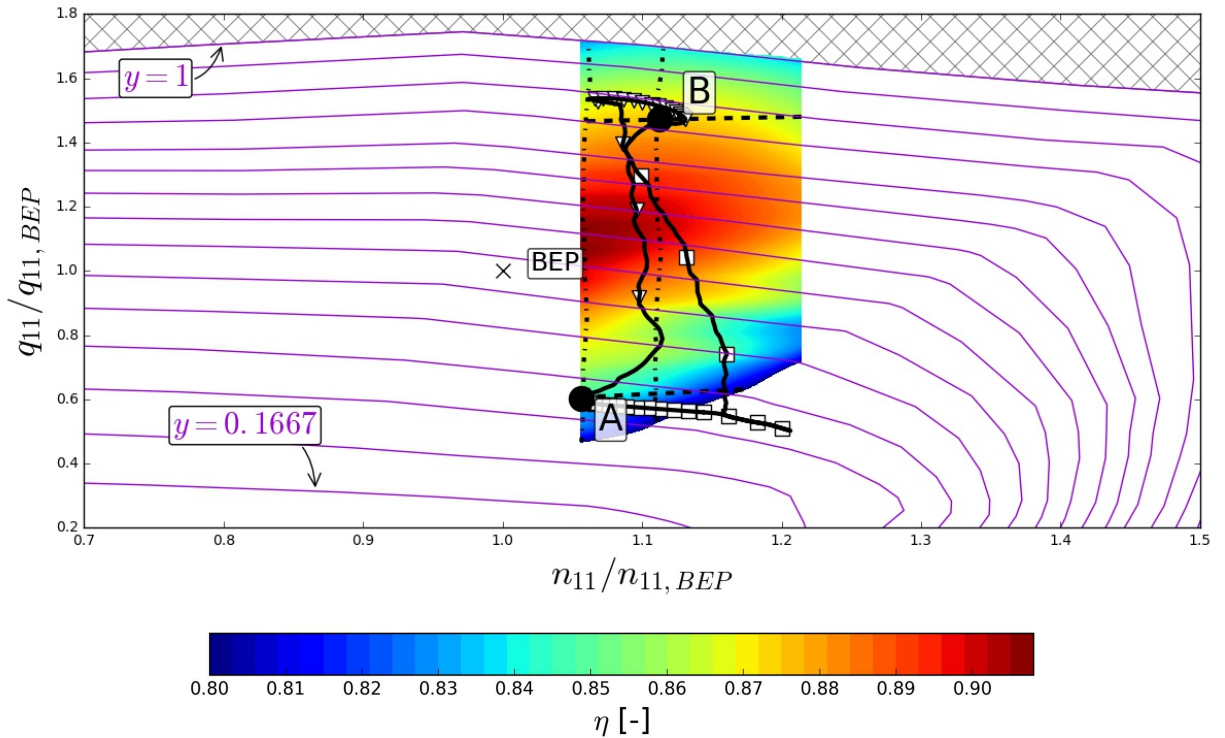 1.8
1.6
1.4
1.2
1.0
0.8
0.6
0.4
0.2
q11/q11, BEP
y = 1
B
BEP
y = 0.1667
A
0.7 0.8 0.9 1.0 1.1 1.2 1.3 1.4 1.5
n11/n11, BEP
0.80 0.81 0.82 0.83 0.84 0.85 0.86 0.87 0.88 0.89 0.90
η [-]